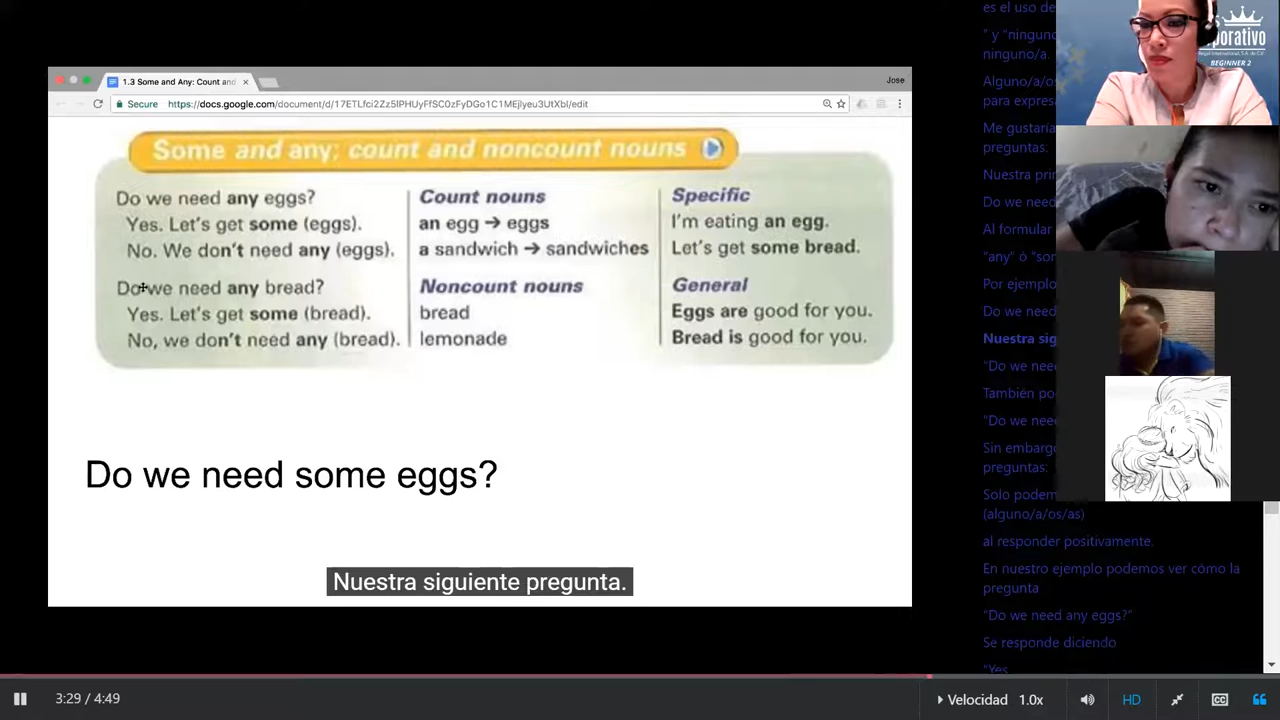 1.3 Some and Any: Count and
Jose
Secure
https://docs.google.com/document/d/17ETLfci2Zz5IPHUyFfSC0zFyDGo1C1MEjlyeu3UtXbI/edit
Some and any; count and noncount nouns
Do we need any eggs?
Yes. Let's get some (eggs).
No. We don't need any (eggs).
Do we need any bread?
Yes. Let's get some (bread).
No, we don't need any (bread).
Count nouns
an egg → eggs
a sandwich → sandwiches
Noncount nouns
bread
lemonade
Specific
I'm eating an egg.
Let's get some bread.
General
Eggs are good for you.
Bread is good for you.
Do we need some eggs?
Nuestra siguiente pregunta.
es el uso de
" y "ninguno
ninguno/a.
Alguno/a/o
para expres
Me gustaría
preguntas:
Nuestra pri
Do we need
Al formular
"any" ò "so
Por ejemplo
Do we need
Nuestra sig
"Do we nee
También po
"Do we nee
Sin embarg
preguntas:
Solo podem
(alguno/a/os/as)
al responder positivamente.
En nuestro ejemplo podemos ver cómo la
pregunta
"Do we need any eggs?"
Se responde diciendo
"Yes
rporativo
BEGINNER 2
3:29 / 4:49
Velocidad 1.0x
HD
CC